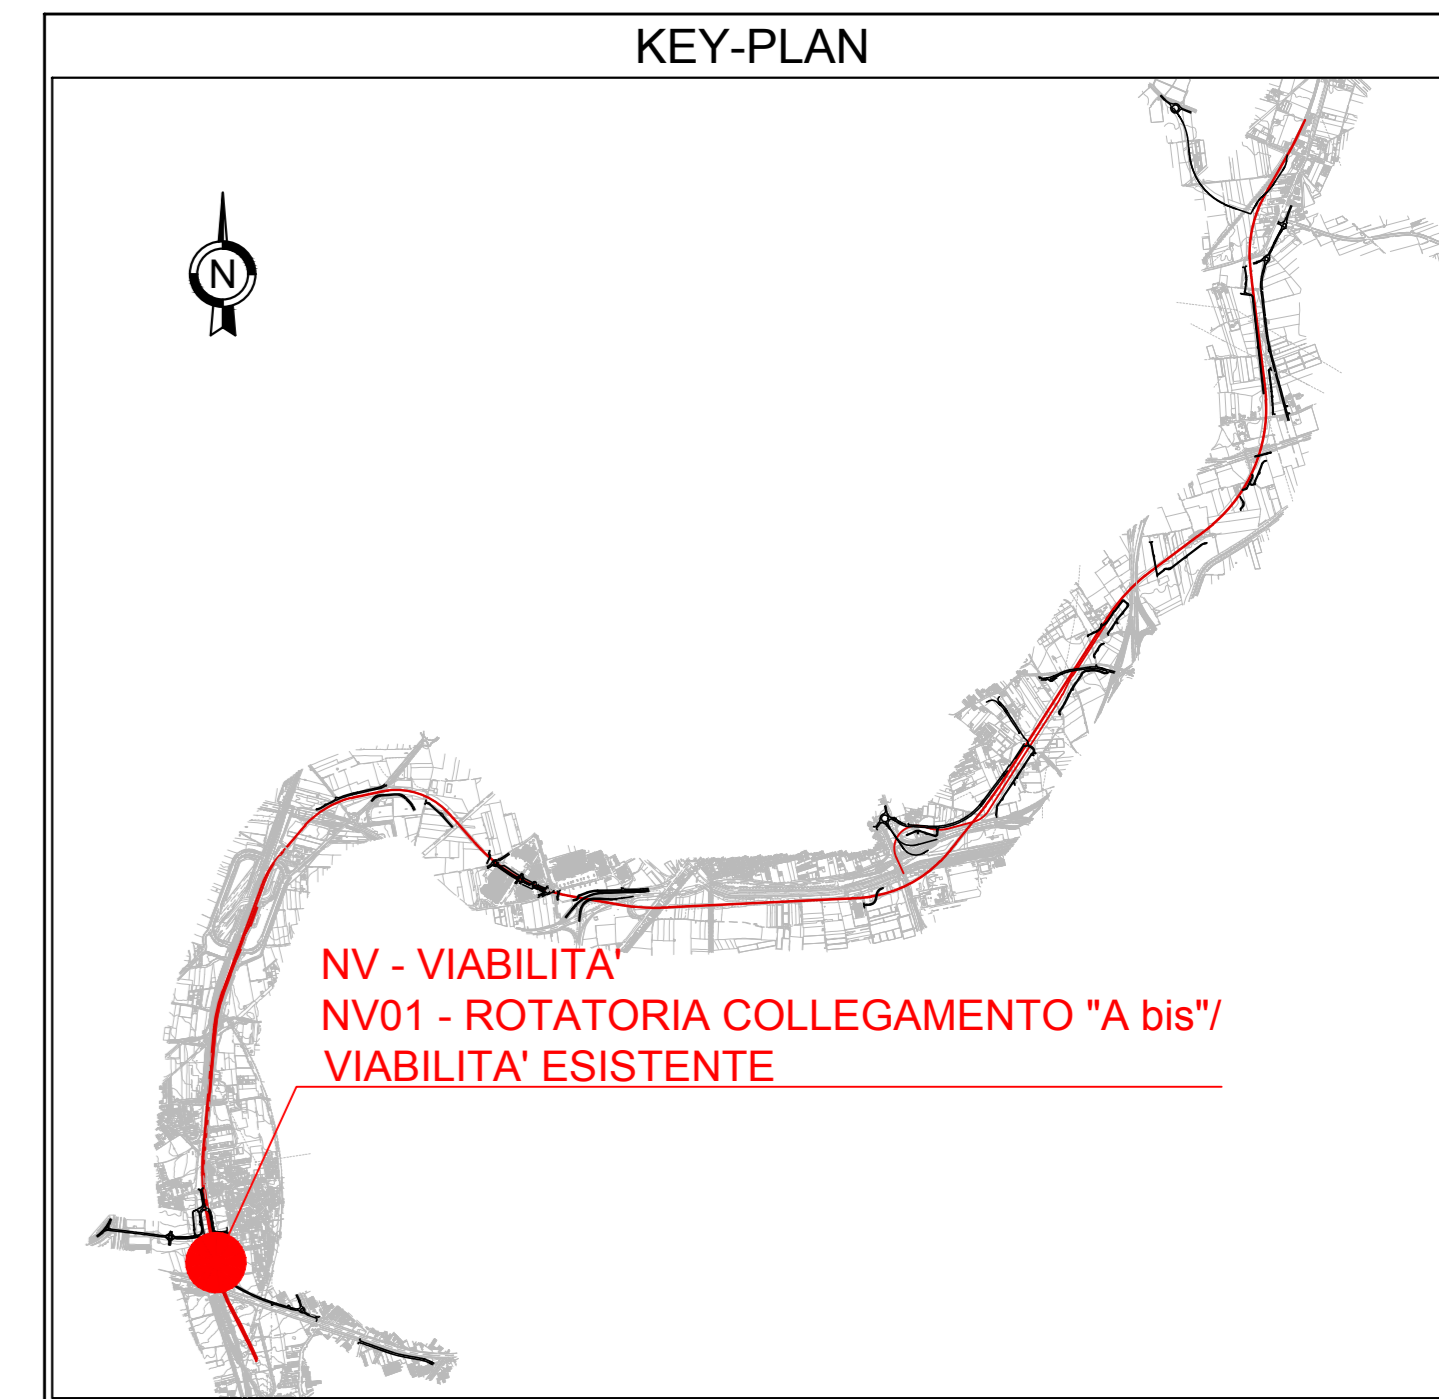 KEY-PLAN
N
NV - VIABILITA'
NV01 - ROTATORIA COLLEGAMENTO "A bis"/
VIABILITA' ESISTENTE